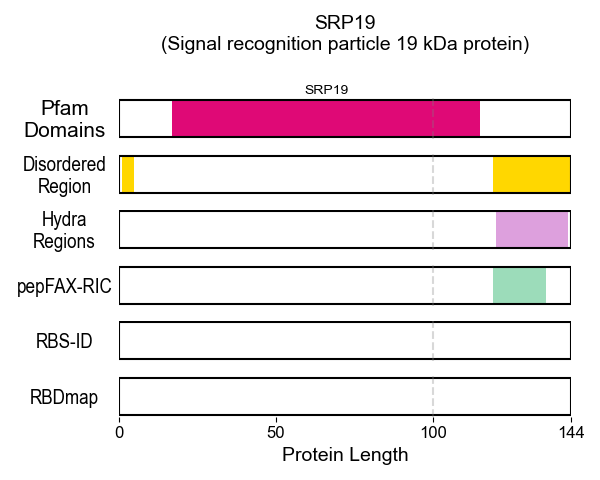 SRP19
(Signal recognition particle 19 kDa protein)
SRP19
Pfam
Domains
Disordered
Region
Hydra
Regions
pepFAX-RIC
RBS-ID
RBDmap
0 50 100 144
Protein Length